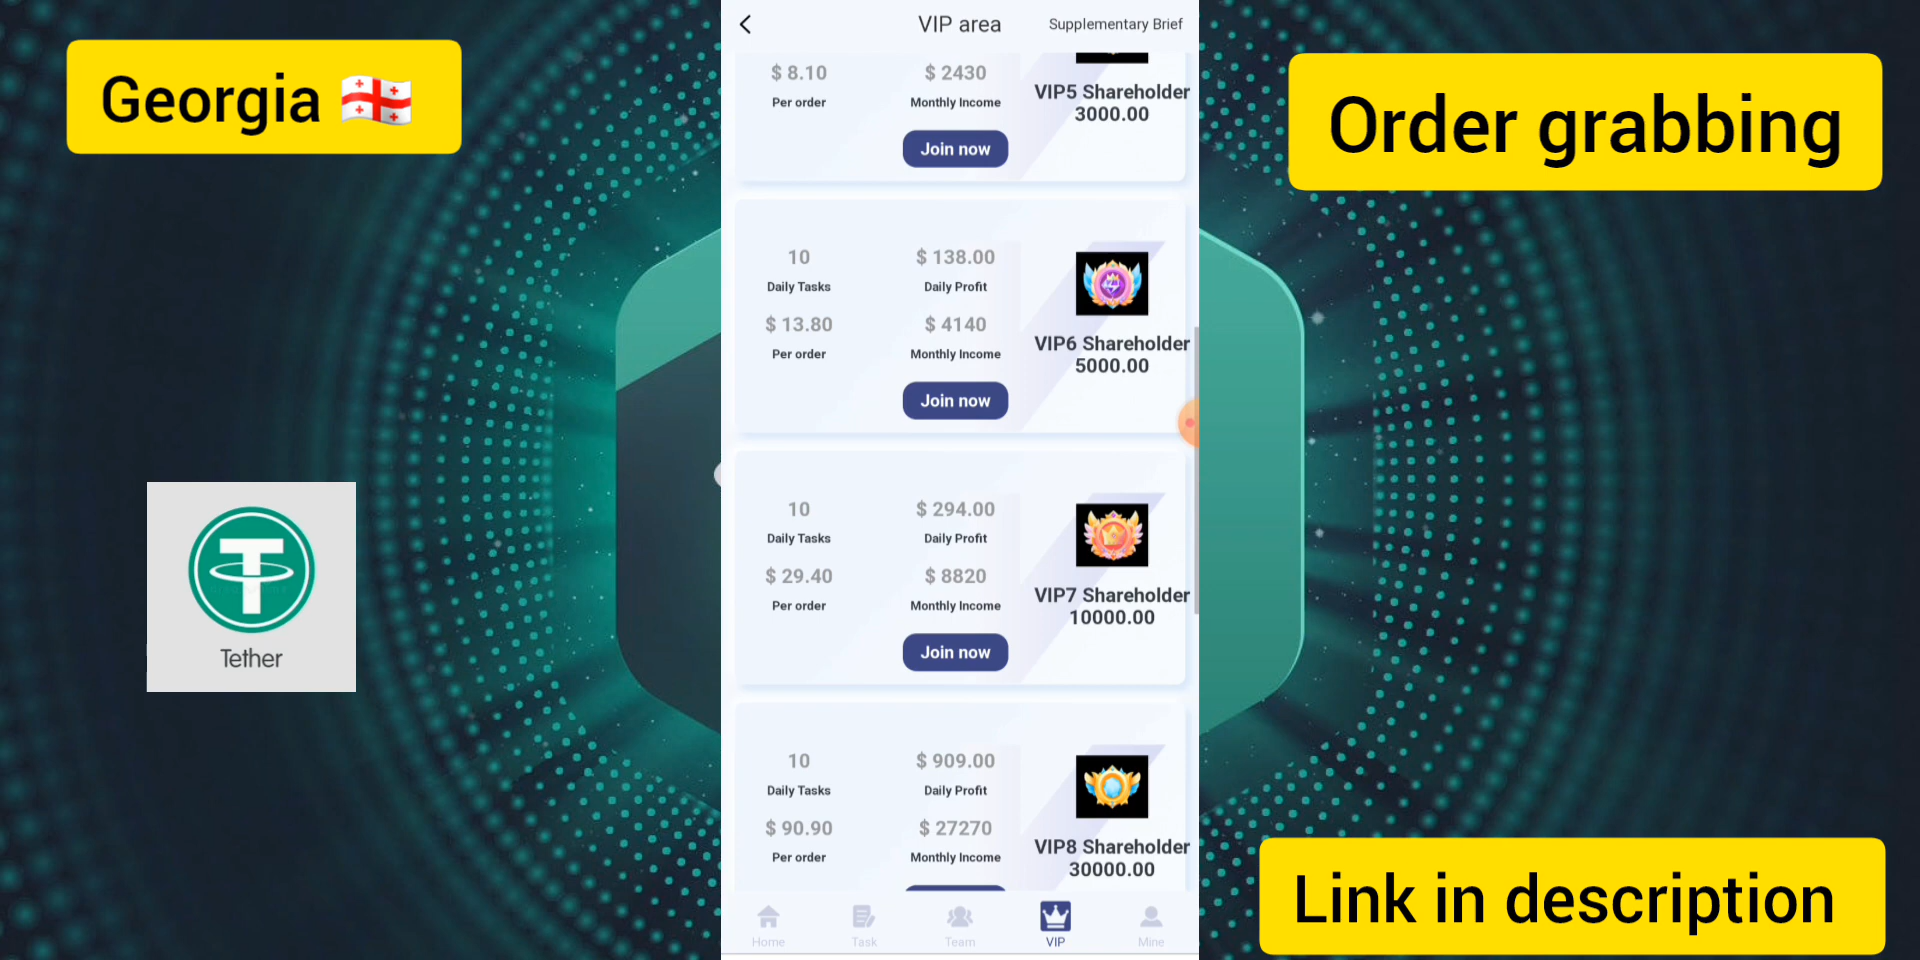 Georgia 🇬🇪
VIP area
Supplementary Brief
$ 8.10
$ 2430
VIP5 Shareholder
3000.00
Per order
Monthly Income
Join now
Order grabbing
10
$ 138.00
Daily Tasks
Daily Profit
$ 13.80
$ 4140
VIP6 Shareholder
5000.00
Per order
Monthly Income
Join now
10
$ 294.00
Daily Tasks
Daily Profit
$ 29.40
$ 8820
VIP7 Shareholder
10000.00
Per order
Monthly Income
Join now
Tether
10
$ 909.00
Daily Tasks
Daily Profit
$ 90.90
$ 27270
VIP8 Shareholder
30000.00
Per order
Monthly Income
Home
Task
Team
VIP
Mine
Link in description